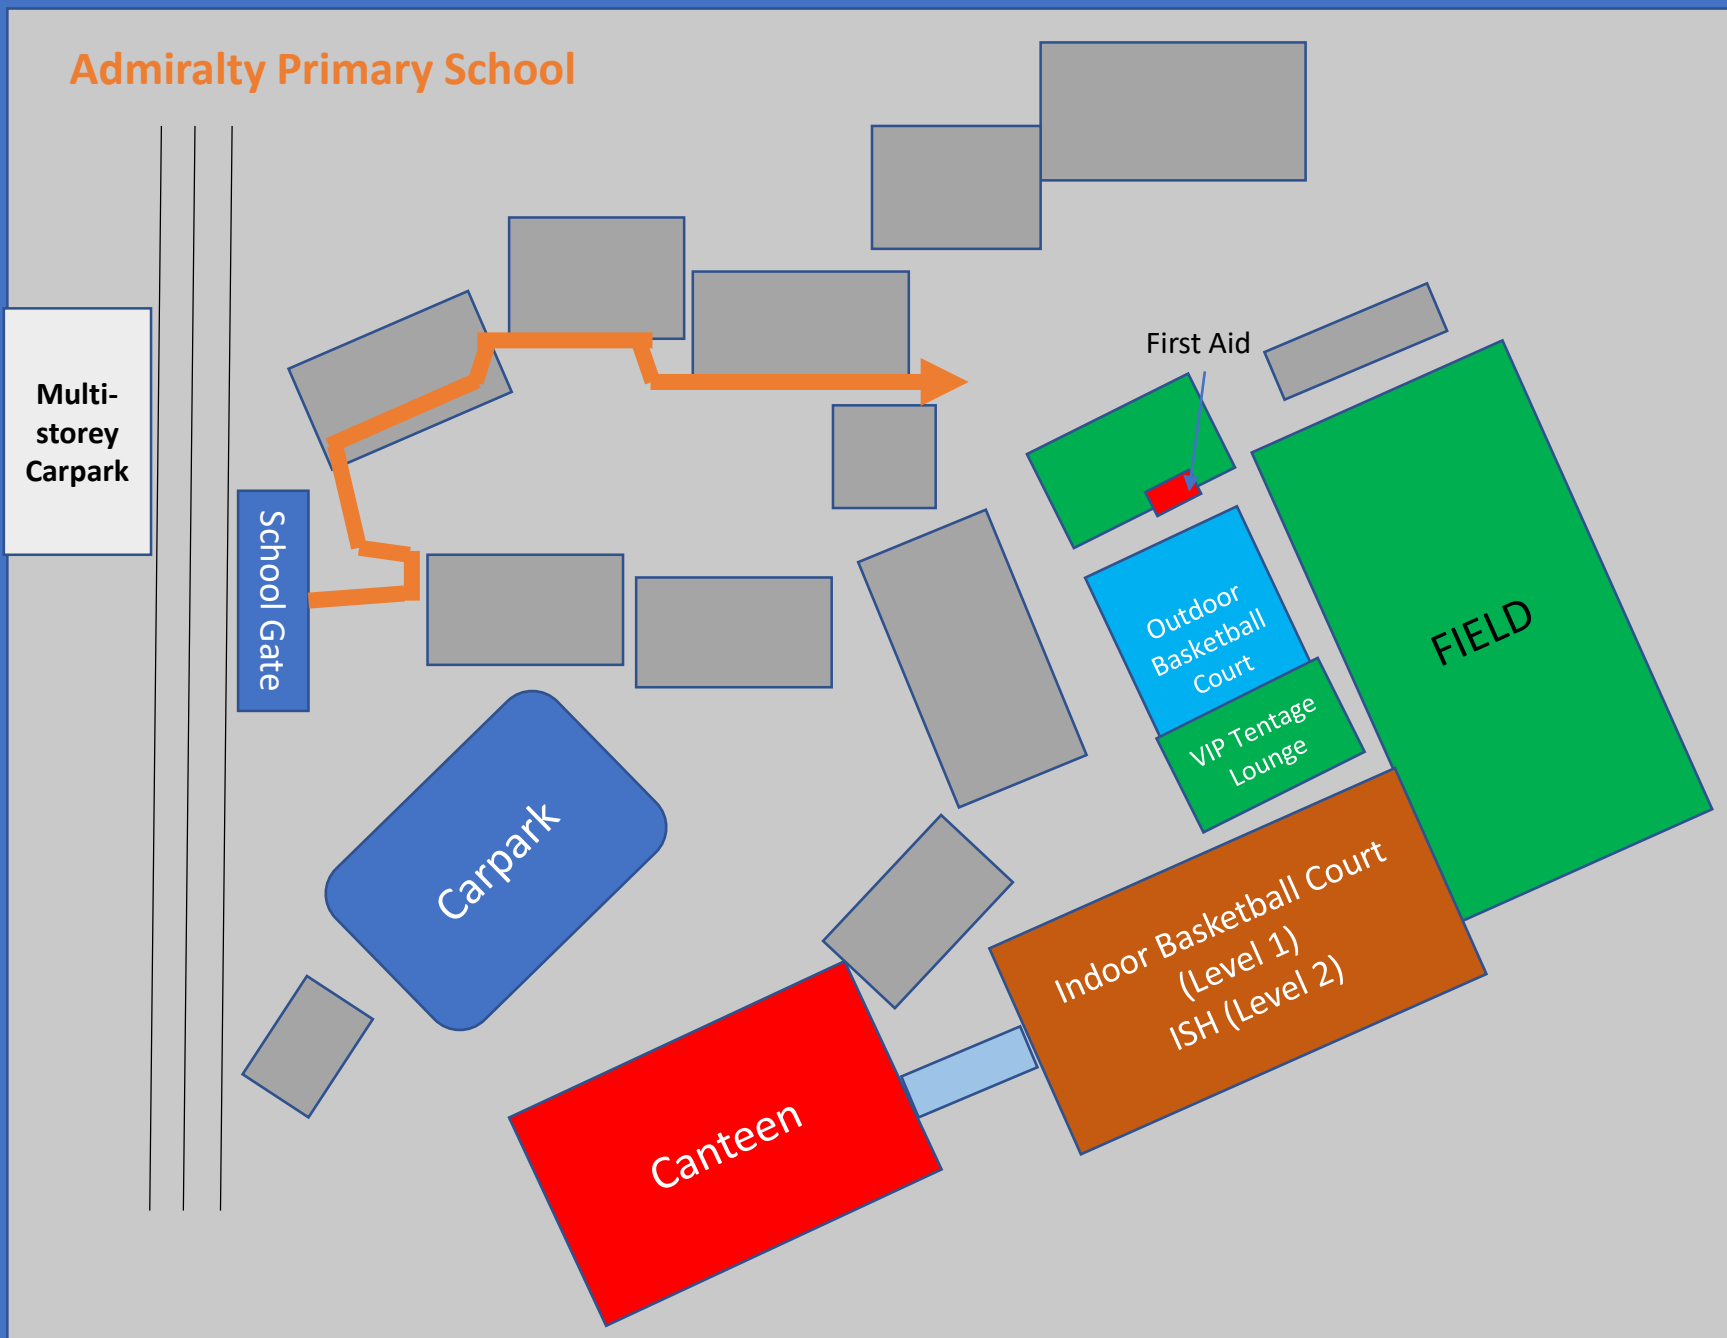 Admiralty Primary School
Multi-
storey
Carpark
School Gate
First Aid
Outdoor
Basketball
Court
VIP Tentage
Lounge
FIELD
Carpark
Indoor Basketball Court
(Level 1)
ISH (Level 2)
Canteen